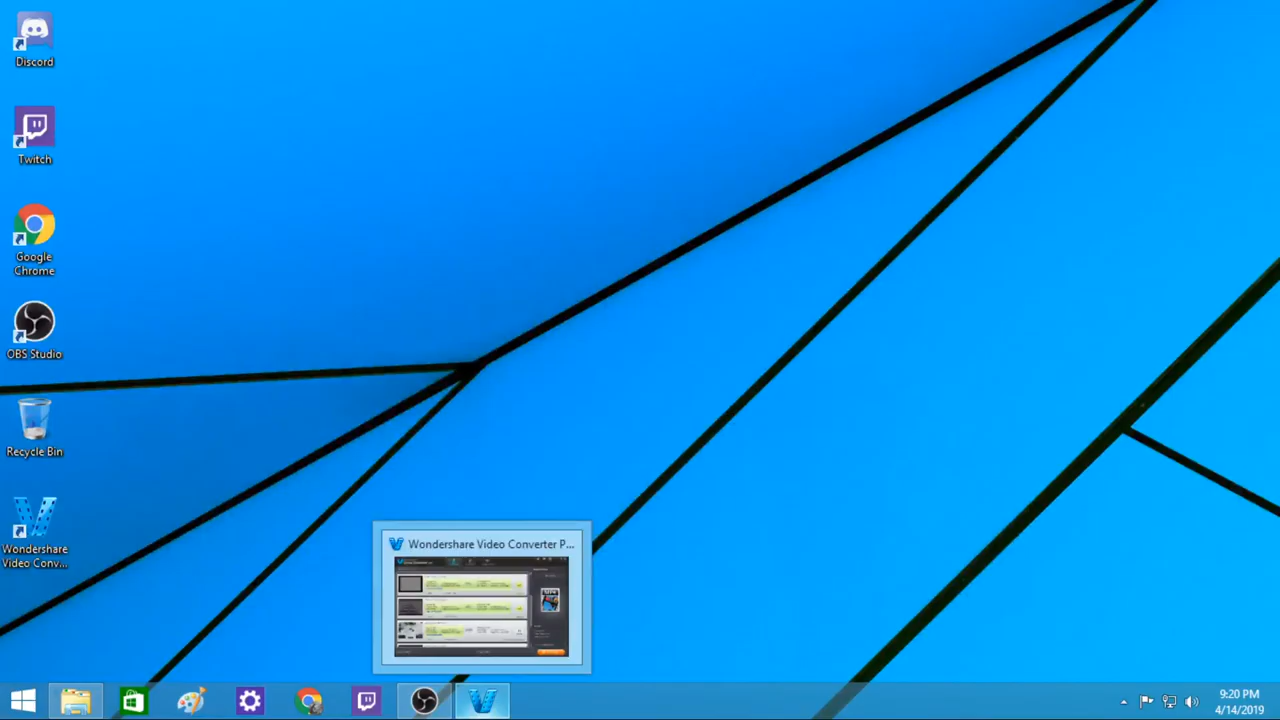 Discord
Twitch
Google
Chrome
OBS Studio
Recycle Bin
Wondershare
Video Conv...
Wondershare Video Converter P...
9:20 PM
4/14/2019